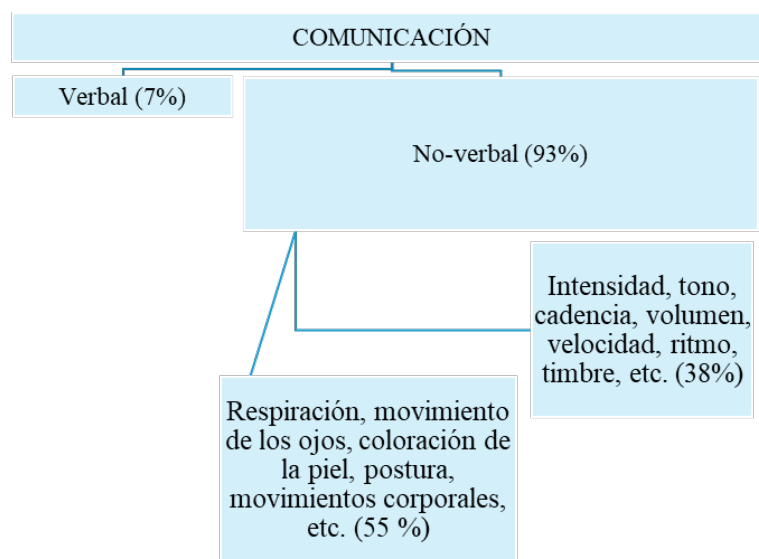 COMUNICACIÓN
Verbal (7%)
No-verbal (93%)
Intensidad, tono,
cadencia, volumen,
velocidad, ritmo,
timbre, etc. (38%)
Respiración, movimiento
de los ojos, coloración de
la piel, postura,
movimientos corporales,
etc. (55 %)